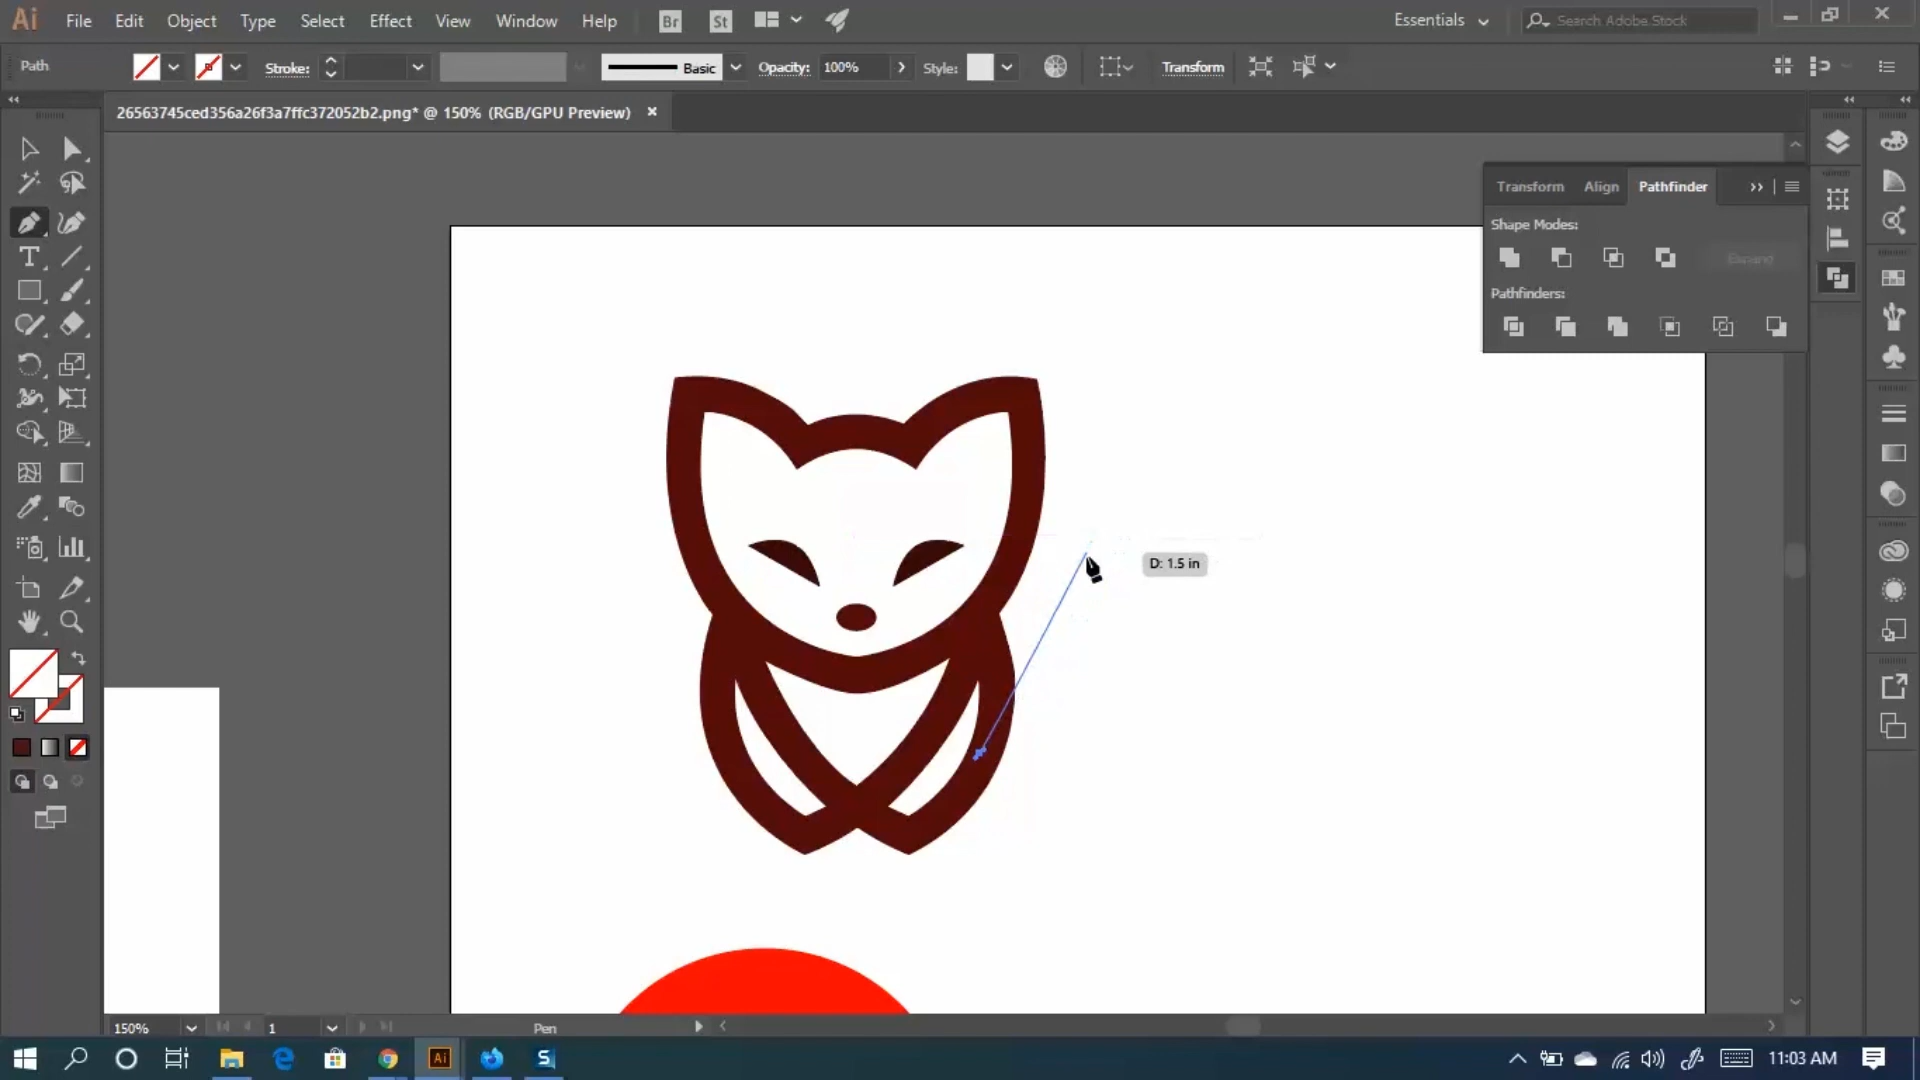 Ai File Edit Object Type Select Effect View Window Help Br St Essentials Search Adobe Stock
Path Stroke: Basic Opacity: 100% Style: Transform
26563745ced356a26f3a7ffc372052b2.png* @ 150% (RGB/GPU Preview)
Transform Align Pathfinder
Shape Modes:
Expand
Pathfinders:
D: 1.5 in
150% 1 Pen
Ai S 11:03 AM